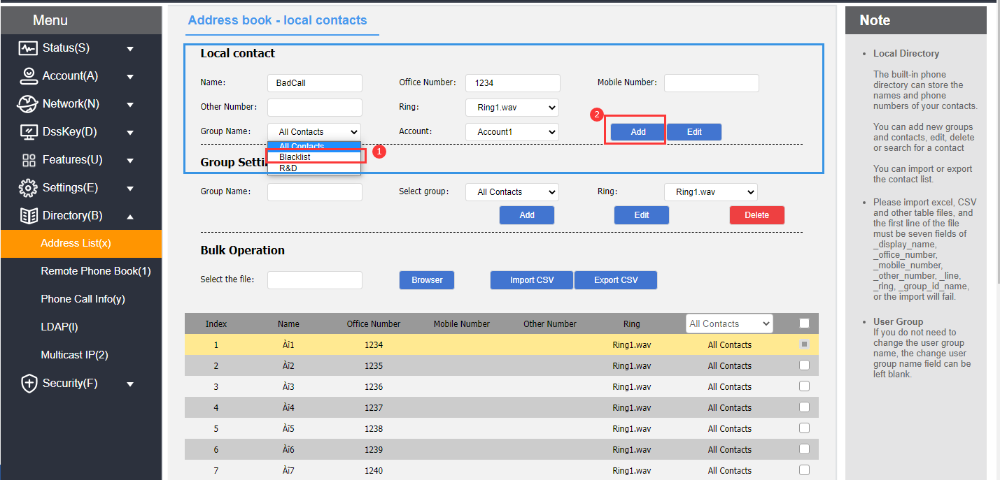 Menu
Status(S)
Account(A)
Network(N)
DssKey(D)
Features(U)
Settings(E)
Directory(B)
Address List(x)
Remote Phone Book(1)
Phone Call Info(y)
LDAP(l)
Multicast IP(2)
Security(F)
Address book - local contacts
Local contact
Name: BadCall Office Number: 1234 Mobile Number:
Other Number: Ring: Ring1.wav
2
Group Name: All Contacts Account: Account1 Add Edit
All Contacts
Blacklist
1
R&D
Group Setti
Group Name: Select group: All Contacts Ring: Ring1.wav
Add Edit Delete
Bulk Operation
Select the file: Browser Import CSV Export CSV
Index Name Office Number Mobile Number Other Number Ring All Contacts
1 Àî1 1234 Ring1.wav All Contacts
2 Àî2 1235 Ring1.wav All Contacts
3 Àî3 1236 Ring1.wav All Contacts
4 Àî4 1237 Ring1.wav All Contacts
5 Àî5 1238 Ring1.wav All Contacts
6 Àî6 1239 Ring1.wav All Contacts
7 Àî7 1240 Ring1.wav All Contacts
Note
• Local Directory
The built-in phone
directory can store the
names and phone
numbers of your contacts.
You can add new groups
and contacts, edit, delete
or search for a contact
You can import or export
the contact list.
• Please import excel, CSV
and other table files, and
the first line of the file
must be seven fields of
_display_name,
_office_number,
_mobile_number,
_other_number, _line,
_ring, _group_id_name,
or the import will fail.
• User Group
If you do not need to
change the user group
name, the change user
group name field can be
left blank.